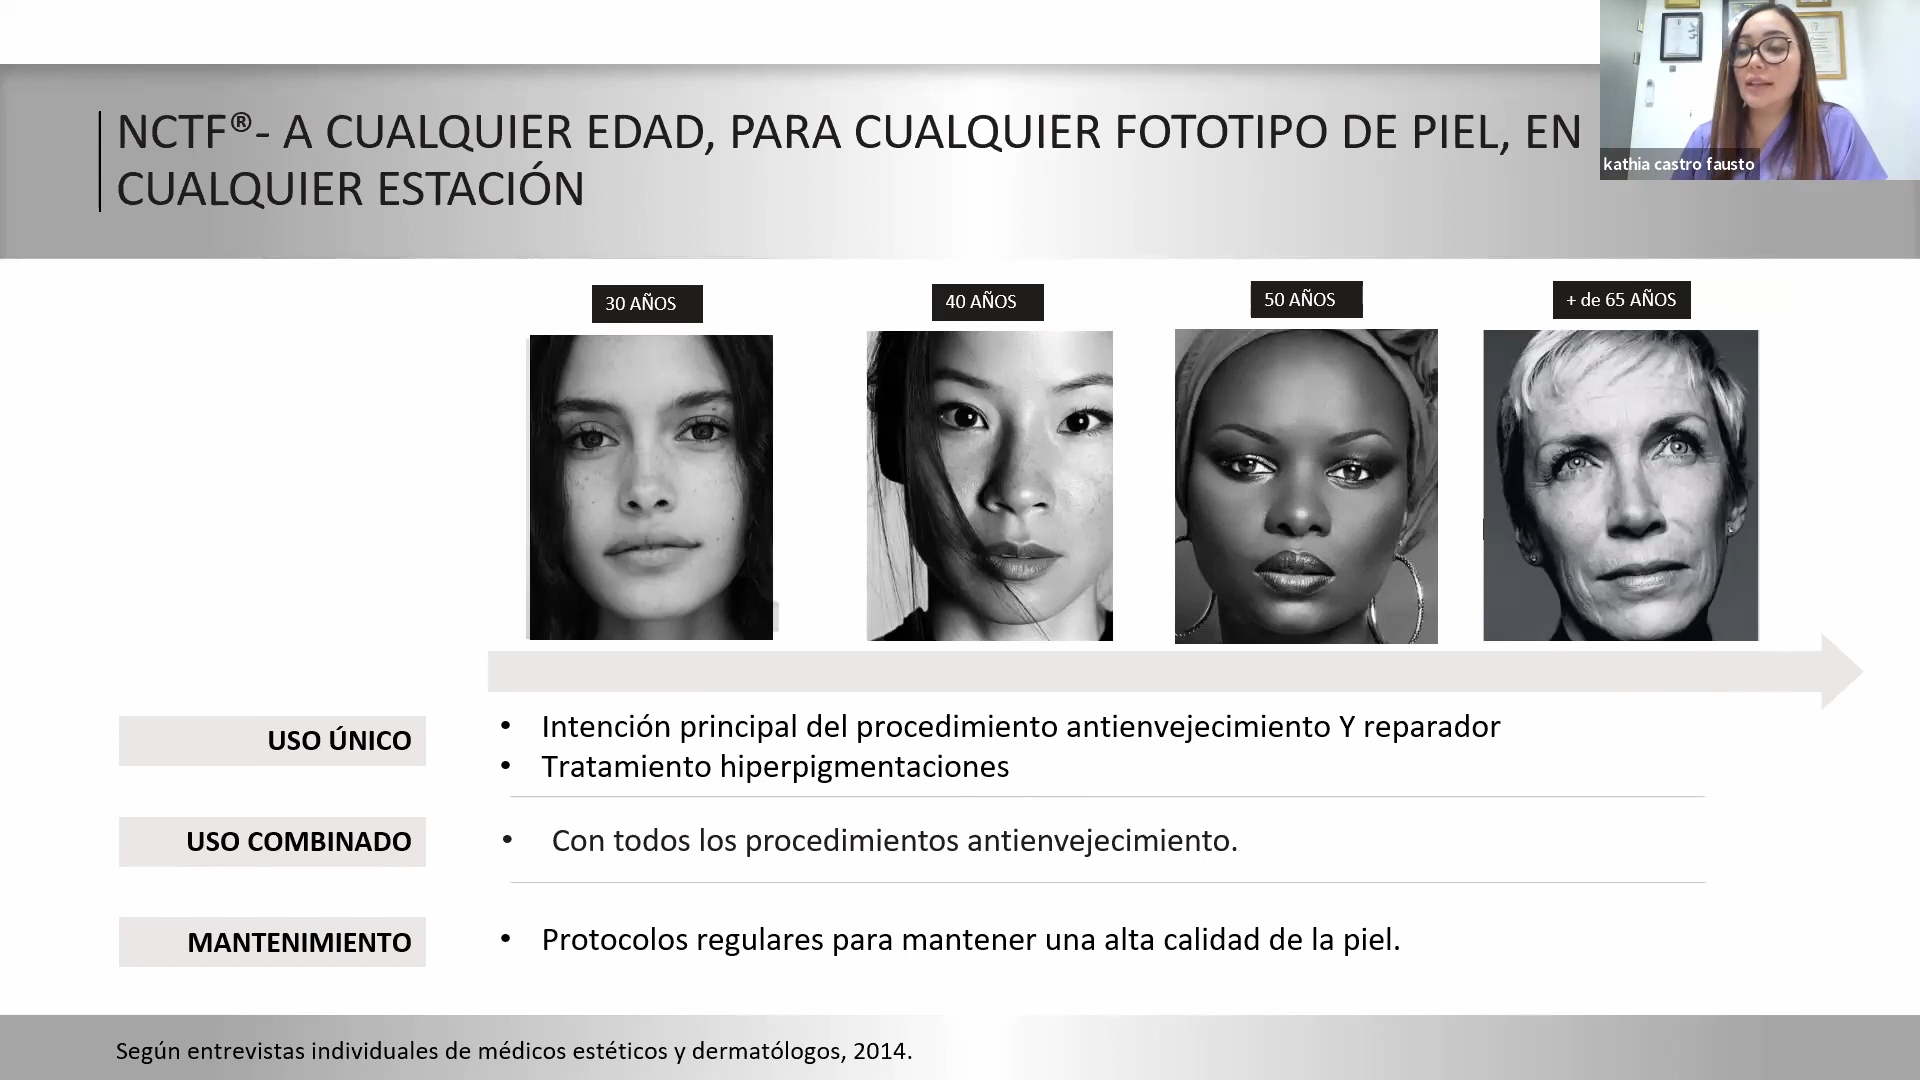 NCTF®- A CUALQUIER EDAD, PARA CUALQUIER FOTOTIPO DE PIEL, EN
CUALQUIER ESTACIÓN
kathia castro fausto
30 AÑOS
40 AÑOS
50 AÑOS
+ de 65 AÑOS
USO ÚNICO
• Intención principal del procedimiento antienvejecimiento Y reparador
• Tratamiento hiperpigmentaciones
USO COMBINADO
• Con todos los procedimientos antienvejecimiento.
MANTENIMIENTO
• Protocolos regulares para mantener una alta calidad de la piel.
Según entrevistas individuales de médicos estéticos y dermatólogos, 2014.